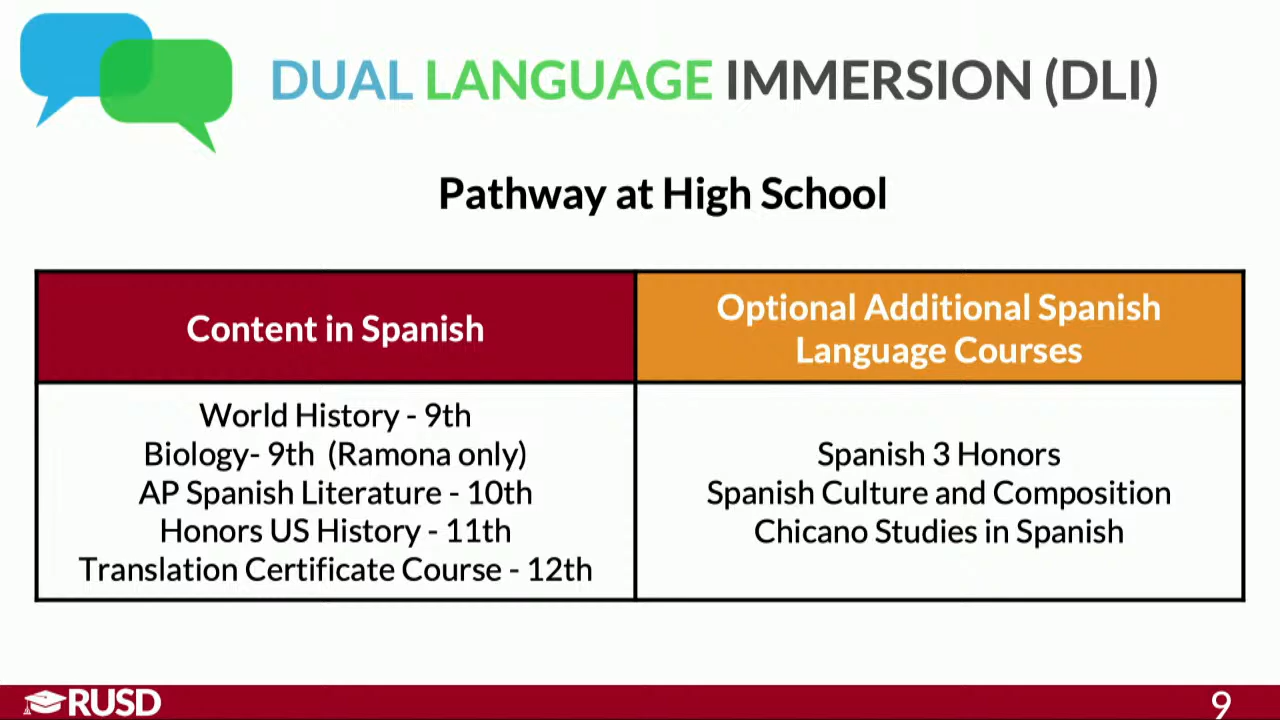 DUAL LANGUAGE IMMERSION (DLI)
Pathway at High School
Content in Spanish
Optional Additional Spanish
Language Courses
World History - 9th
Biology- 9th (Ramona only)
AP Spanish Literature - 10th
Honors US History - 11th
Translation Certificate Course - 12th
Spanish 3 Honors
Spanish Culture and Composition
Chicano Studies in Spanish
RUSD
9